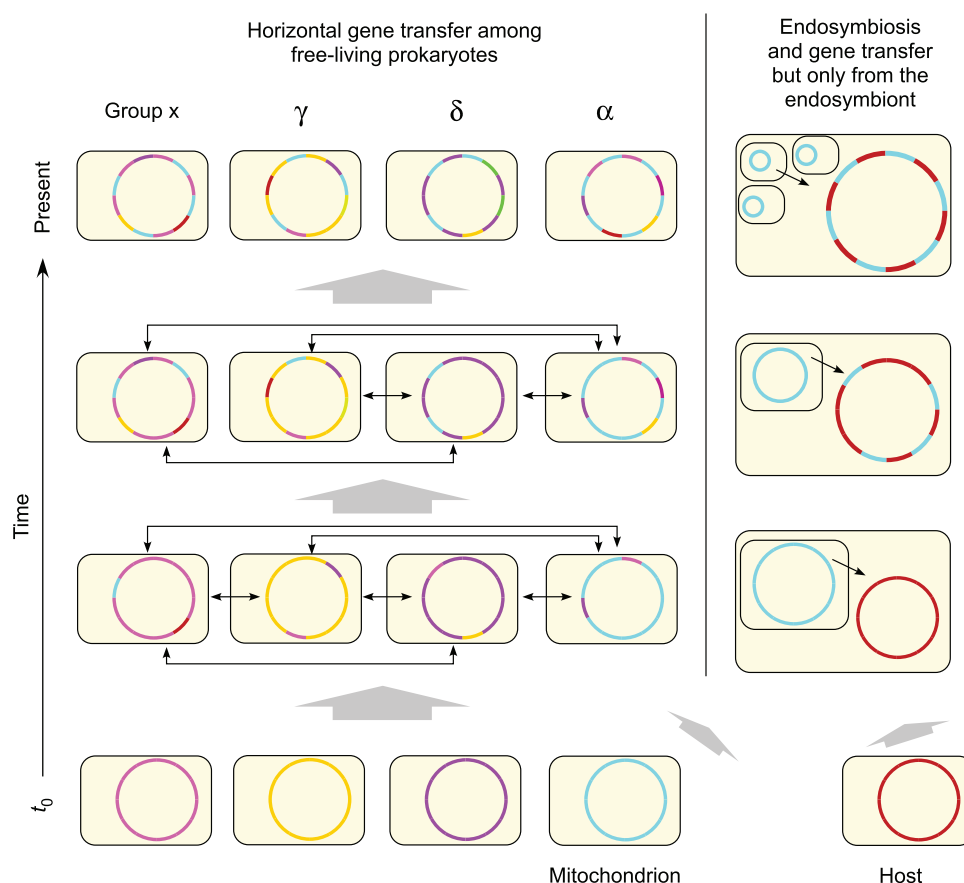 Horizontal gene transfer among
free-living prokaryotes
Endosymbiosis
and gene transfer
but only from the
endosymbiont
Group x
γ
δ
α
Present
Time
t0
Mitochondrion
Host